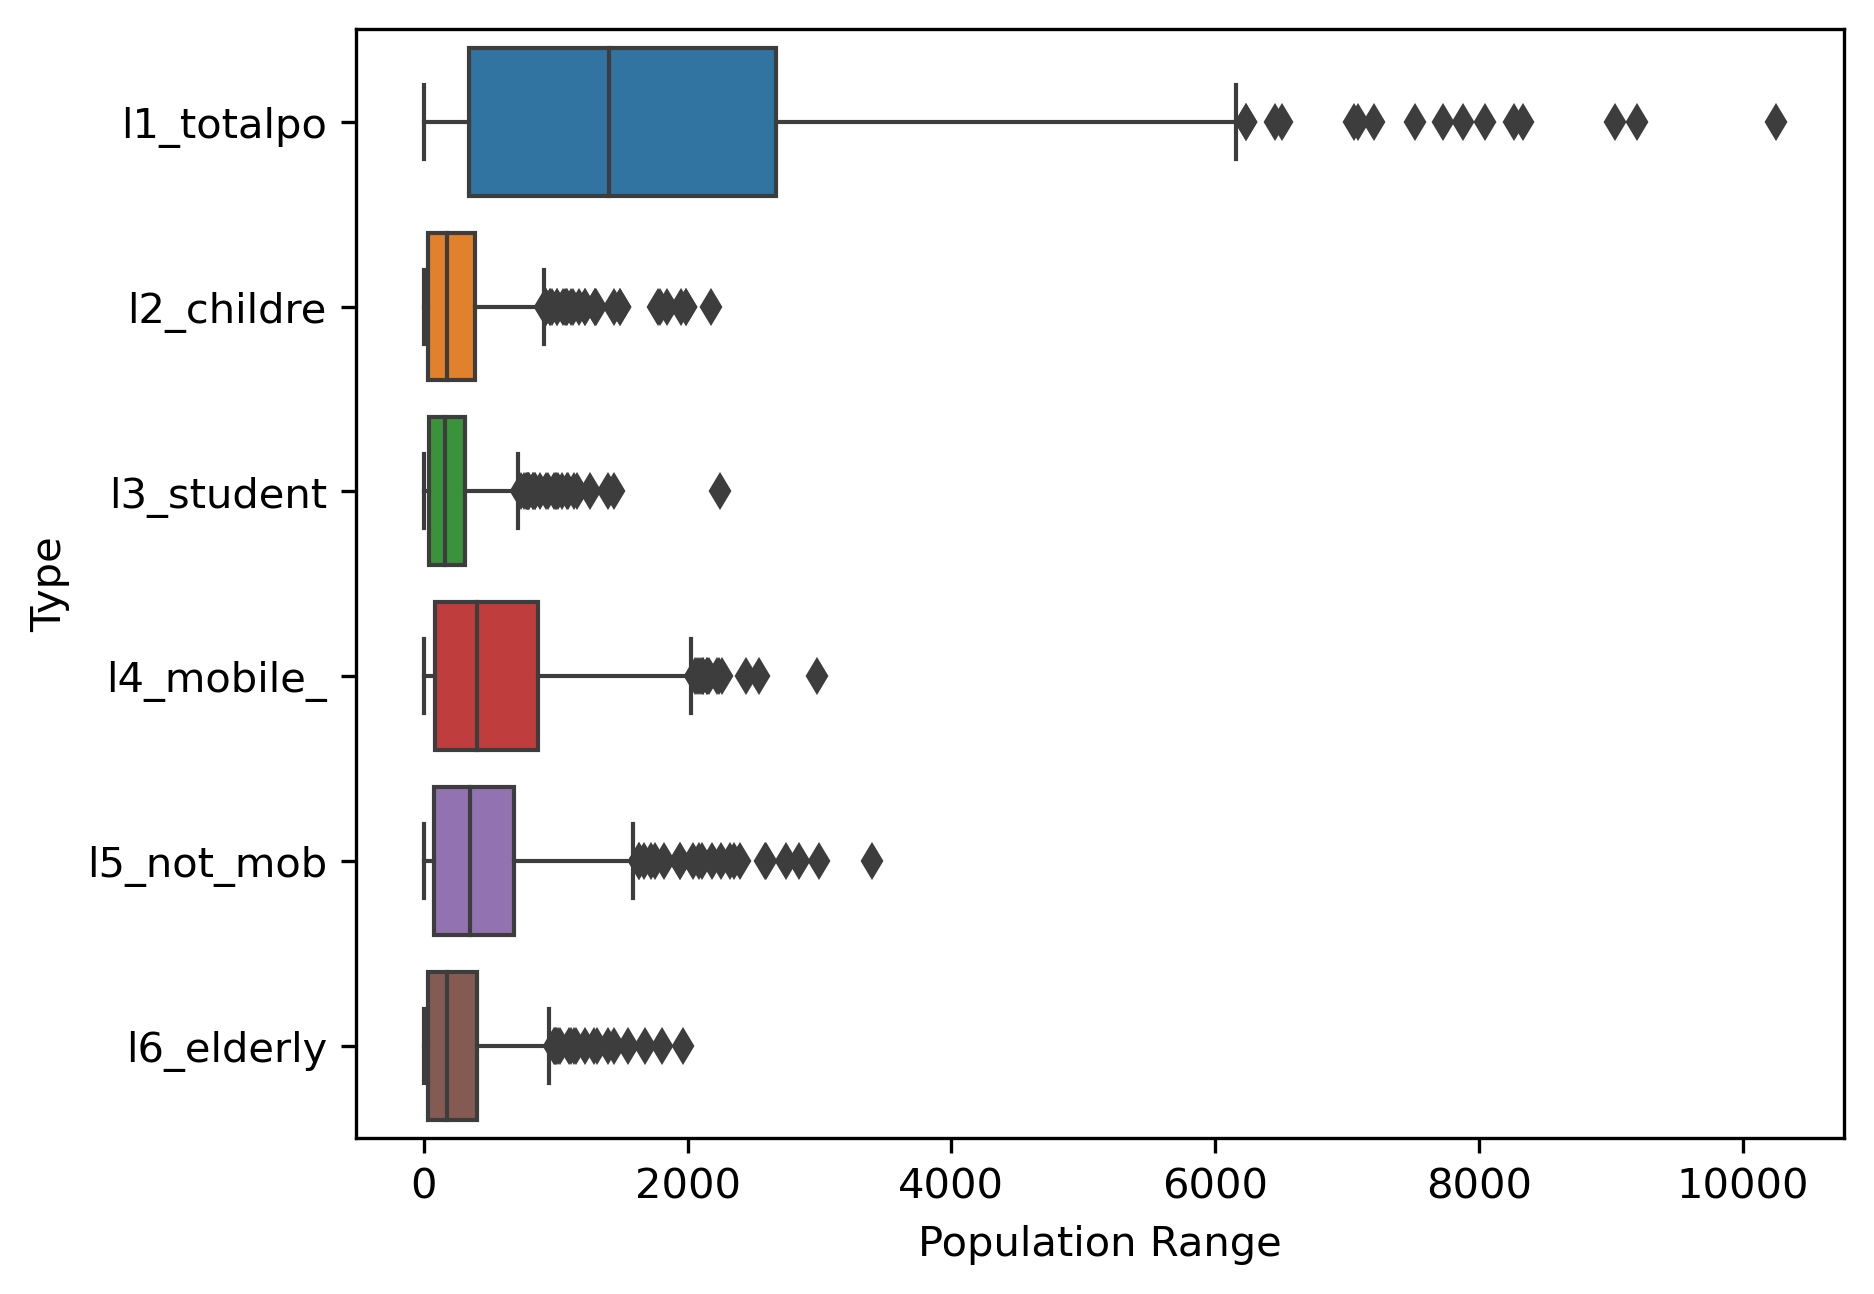 l1_totalpo
l2_childre
l3_student
l4_mobile_
l5_not_mob
l6_elderly
Type
0 2000 4000 6000 8000 10000
Population Range